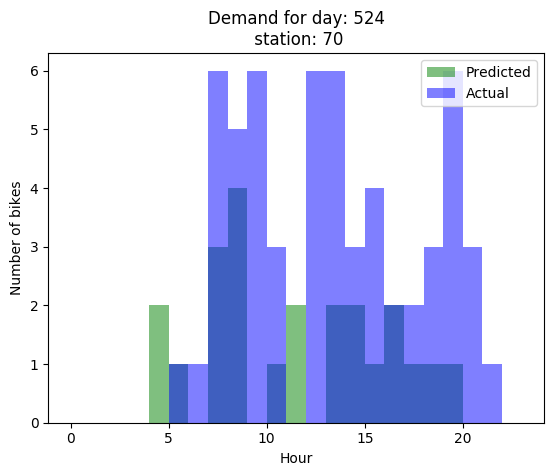 Demand for day: 524
station: 70
Predicted
Actual
Number of bikes
6
5
4
3
2
1
0
0
5
10
15
20
Hour